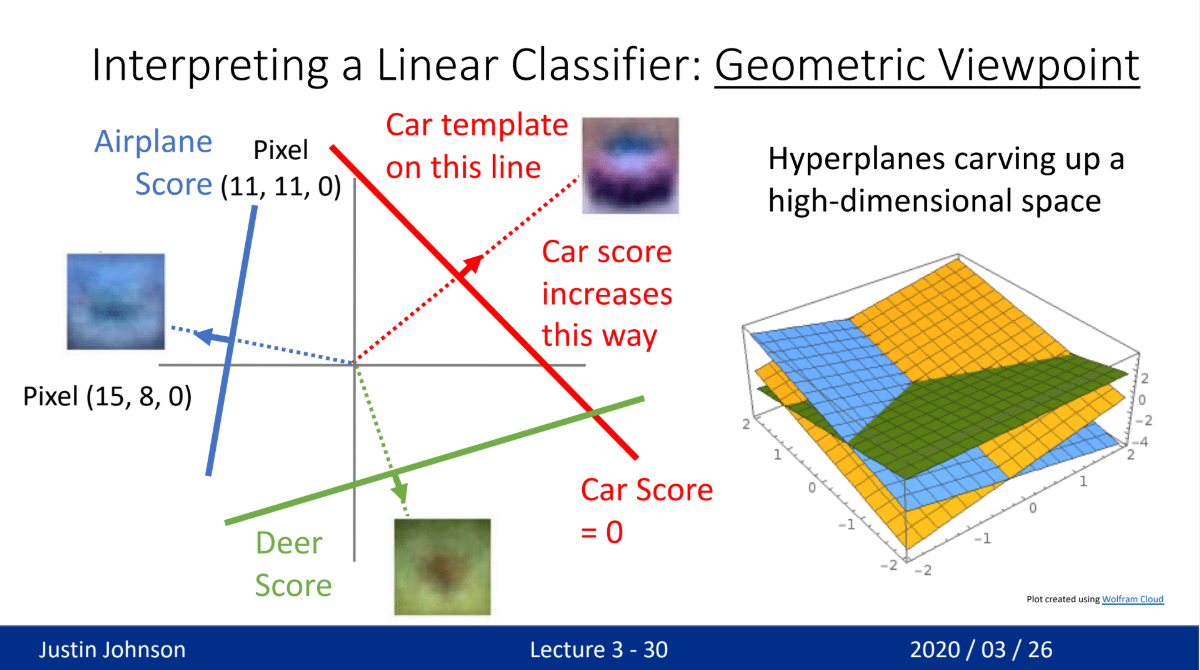 Interpreting a Linear Classifier: Geometric Viewpoint
Airplane
Score
Pixel
(11, 11, 0)
Car template
on this line
Car score
increases
this way
Pixel (15, 8, 0)
Car Score
= 0
Deer
Score
Hyperplanes carving up a
high-dimensional space
2
1
0
−1
−2
−2
−1
0
1
2
2
0
−2
−4
Plot created using Wolfram Cloud
Justin Johnson
Lecture 3 - 30
2020 / 03 / 26